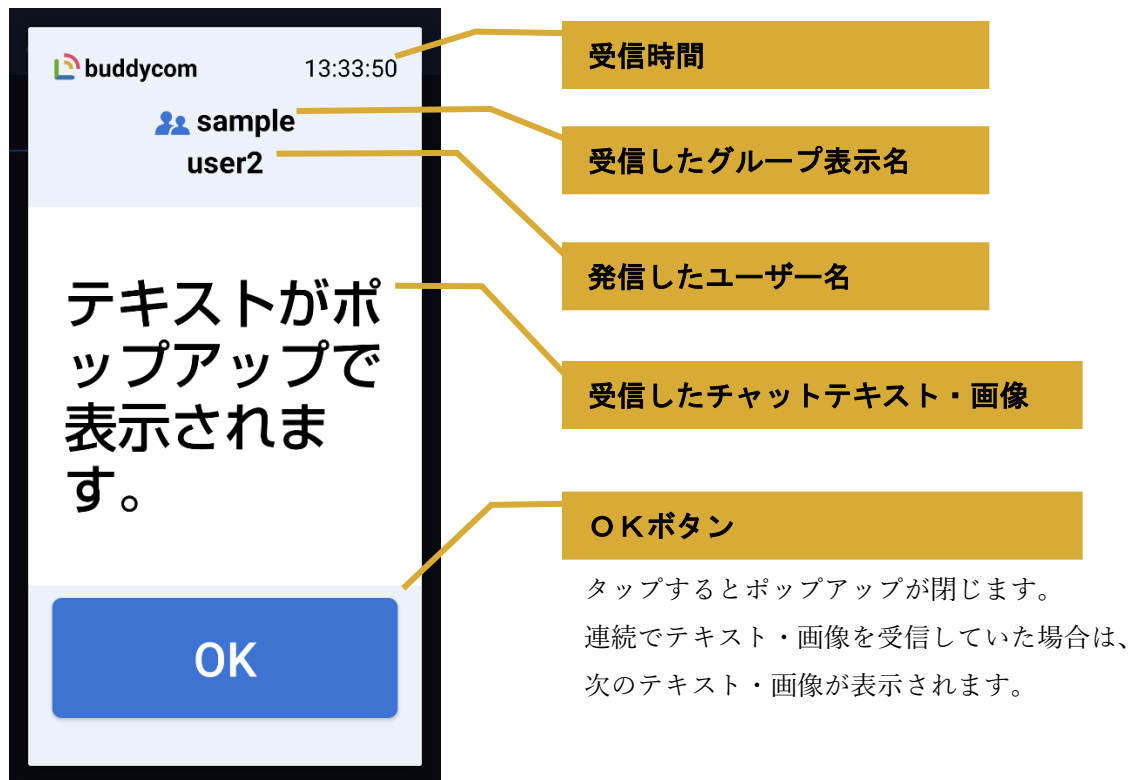 buddycom 13:33:50
sample
user2
テキストがポ
ップアップで
表示されま
す。
OK
受信時間
受信したグループ表示名
発信したユーザー名
受信したチャットテキスト・画像
ＯＫボタン
タップするとポップアップが閉じます。
連続でテキスト・画像を受信していた場合は、
次のテキスト・画像が表示されます。